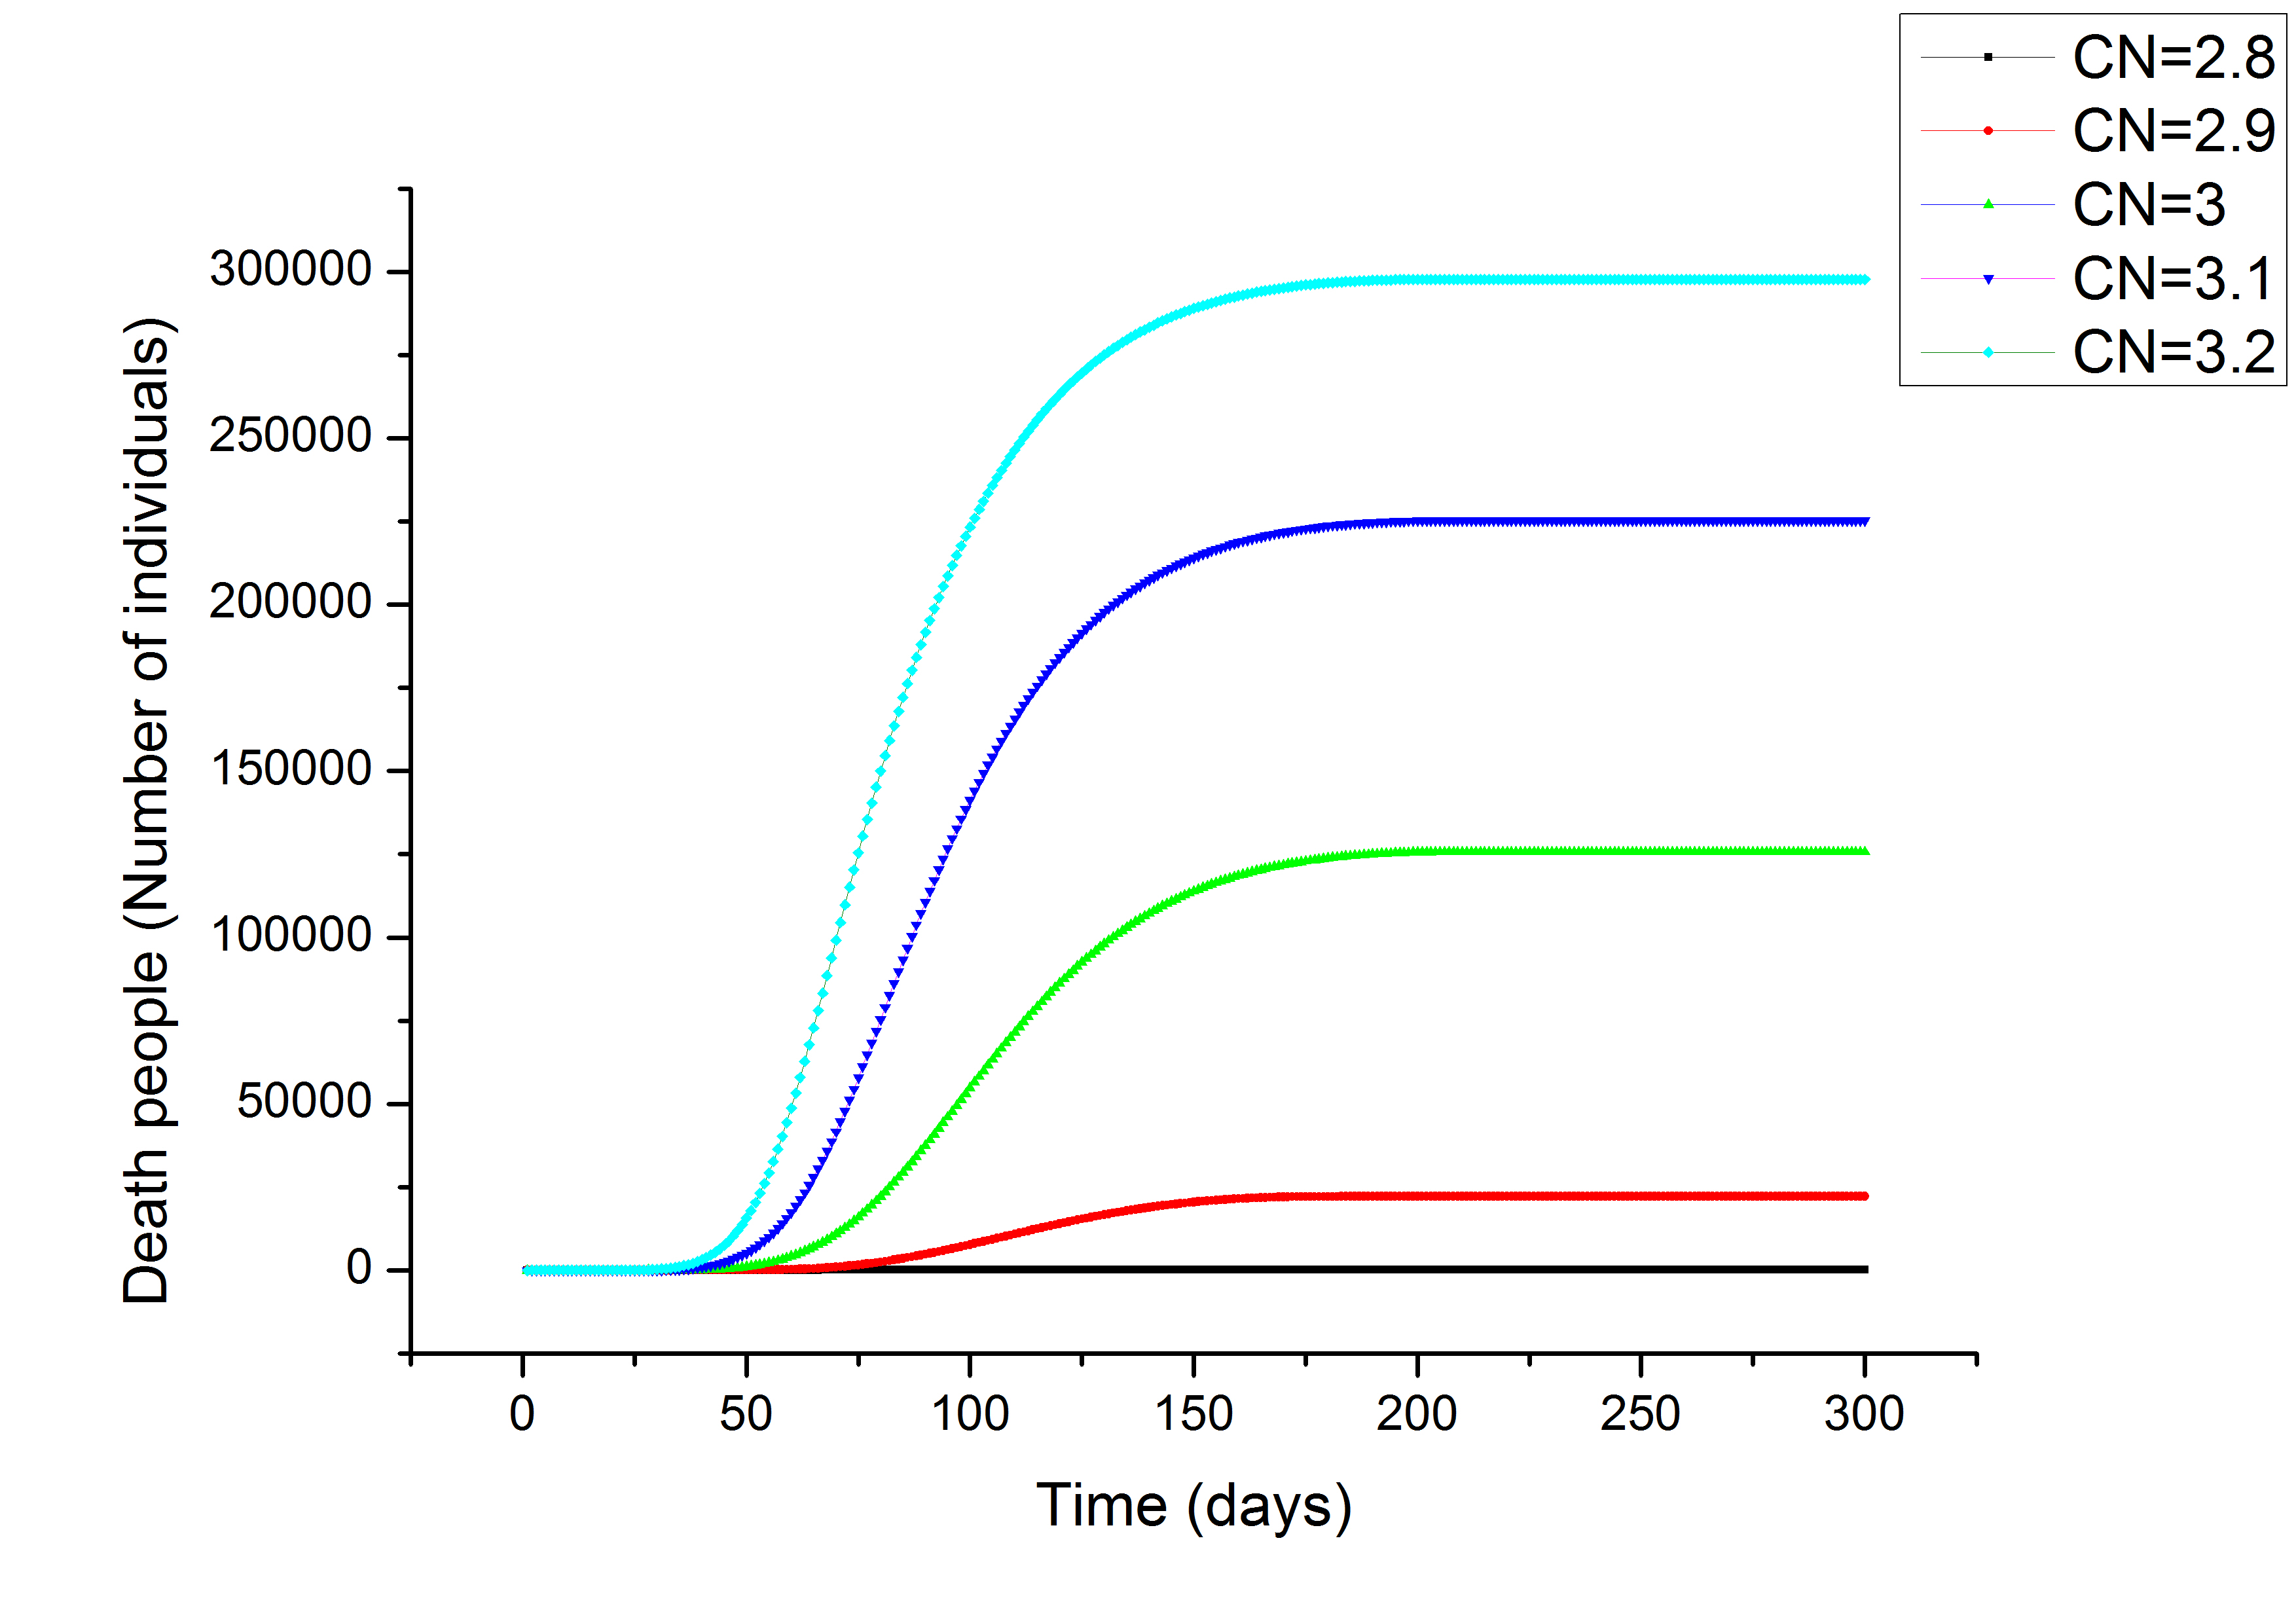 CN=2.8
CN=2.9
CN=3
CN=3.1
CN=3.2
Death people (Number of individuals)
300000
250000
200000
150000
100000
50000
0
0 50 100 150 200 250 300
Time (days)